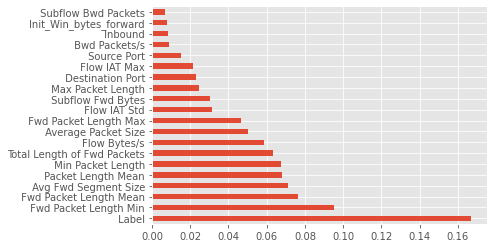 Subflow Bwd Packets
Init_Win_bytes_forward
Inbound
Bwd Packets/s
Source Port
Flow IAT Max
Destination Port
Max Packet Length
Subflow Fwd Bytes
Flow IAT Std
Fwd Packet Length Max
Average Packet Size
Flow Bytes/s
Total Length of Fwd Packets
Min Packet Length
Packet Length Mean
Avg Fwd Segment Size
Fwd Packet Length Mean
Fwd Packet Length Min
Label
0.00 0.02 0.04 0.06 0.08 0.10 0.12 0.14 0.16